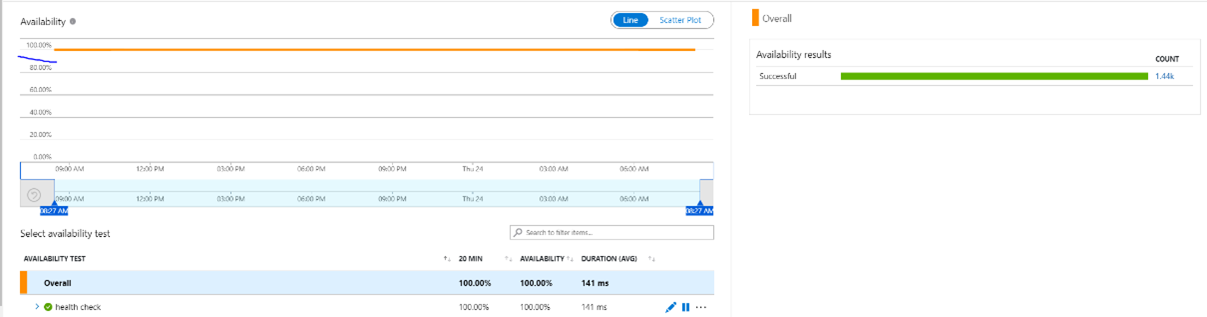 Availability
Line Scatter Plot
100.00%
80.00%
60.00%
40.00%
20.00%
0.00%
09:00 AM 12:00 PM 03:00 PM 06:00 PM 09:00 PM Thu 24 03:00 AM 06:00 AM
09:00 AM 12:00 PM 03:00 PM 06:00 PM 09:00 PM Thu 24 03:00 AM 06:00 AM
08:27 AM 08:27 AM
Select availability test
Search to filter items...
AVAILABILITY TEST 20 MIN AVAILABILITY DURATION (AVG)
Overall 100.00% 100.00% 141 ms
health check 100.00% 100.00% 141 ms
Overall
Availability results
COUNT
Successful 1.44k